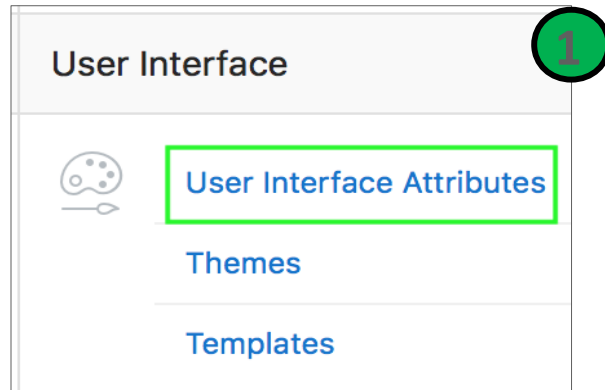 User Interface
1
User Interface Attributes
Themes
Templates